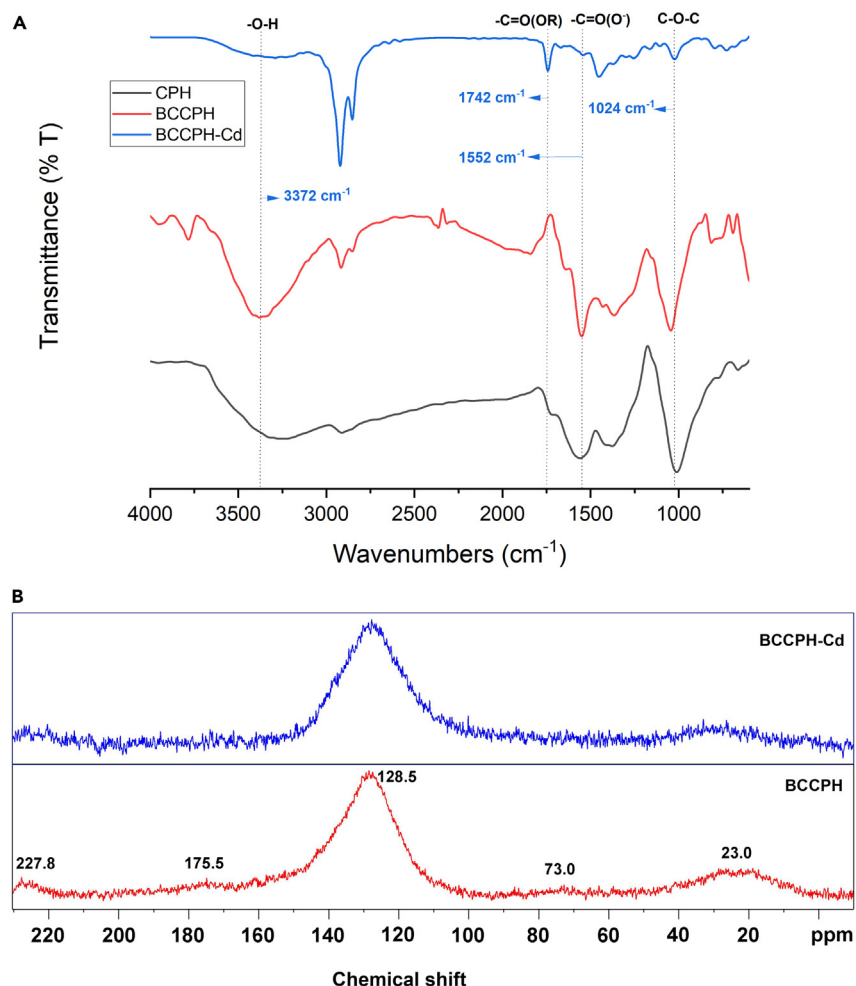 A
-O-H
-C=O(OR)
-C=O(O⁻)
C-O-C
CPH
BCCPH
BCCPH-Cd
1742 cm⁻¹
1024 cm⁻¹
1552 cm⁻¹
3372 cm⁻¹
Transmittance (% T)
4000 3500 3000 2500 2000 1500 1000
Wavenumbers (cm⁻¹)
B
BCCPH-Cd
BCCPH
128.5
227.8
175.5
73.0
23.0
220 200 180 160 140 120 100 80 60 40 20 ppm
Chemical shift